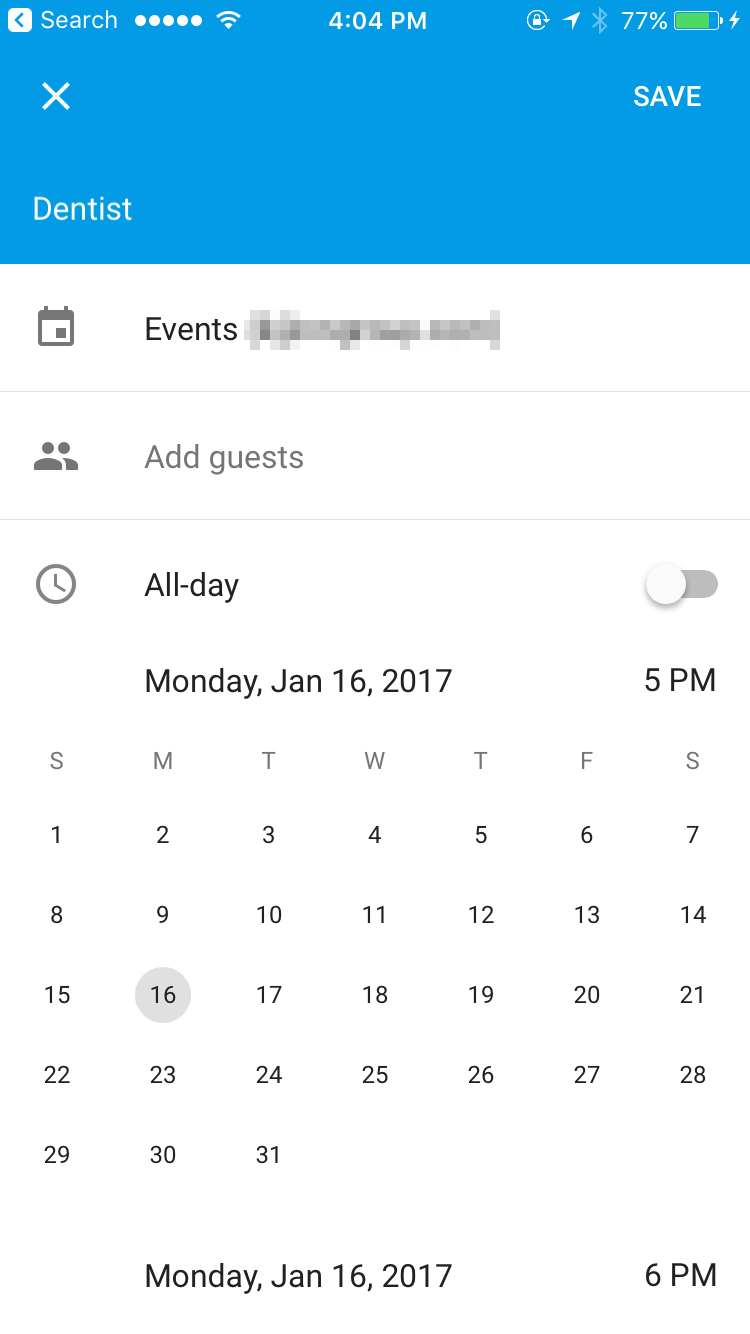 Search 4:04 PM 77%
SAVE
Dentist
Events
Add guests
All-day
Monday, Jan 16, 2017 5 PM
S M T W T F S
1 2 3 4 5 6 7
8 9 10 11 12 13 14
15 16 17 18 19 20 21
22 23 24 25 26 27 28
29 30 31
Monday, Jan 16, 2017 6 PM